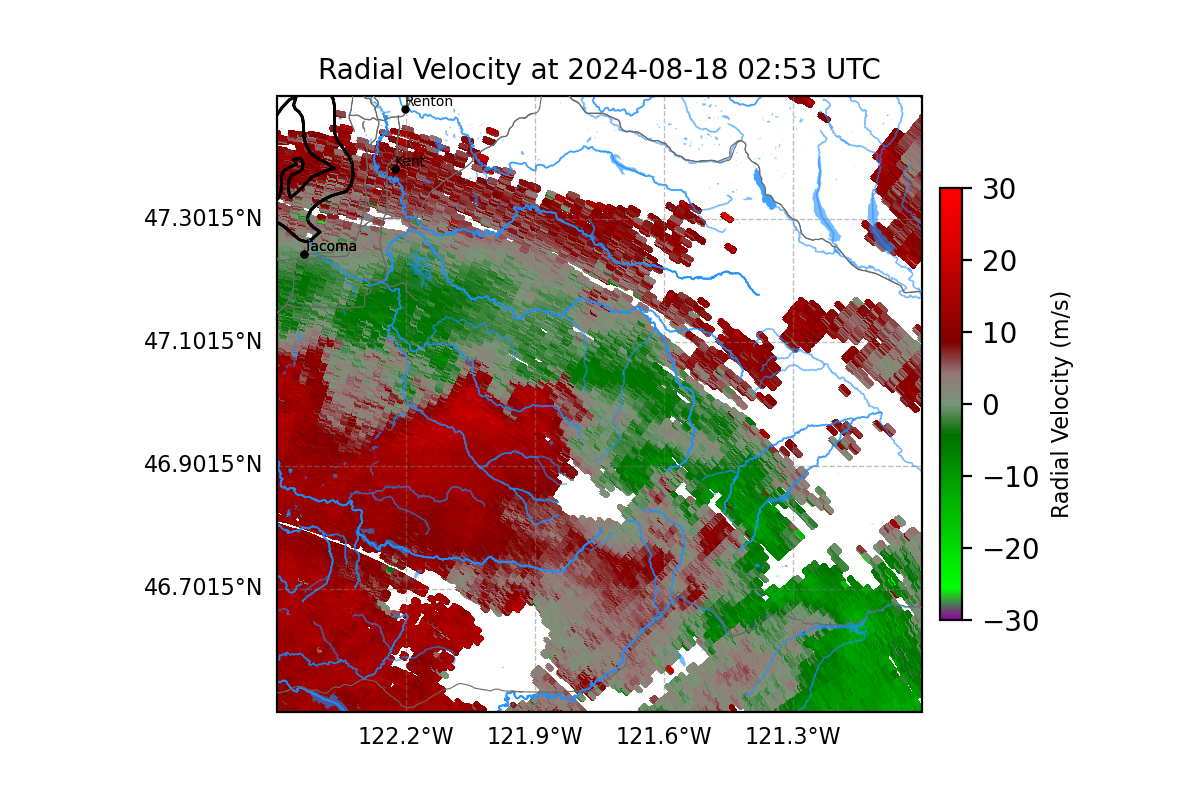 Radial Velocity at 2024-08-18 02:53 UTC
Renton
Kent
Tacoma
47.3015°N
47.1015°N
46.9015°N
46.7015°N
122.2°W
121.9°W
121.6°W
121.3°W
30
20
10
0
−10
−20
−30
Radial Velocity (m/s)